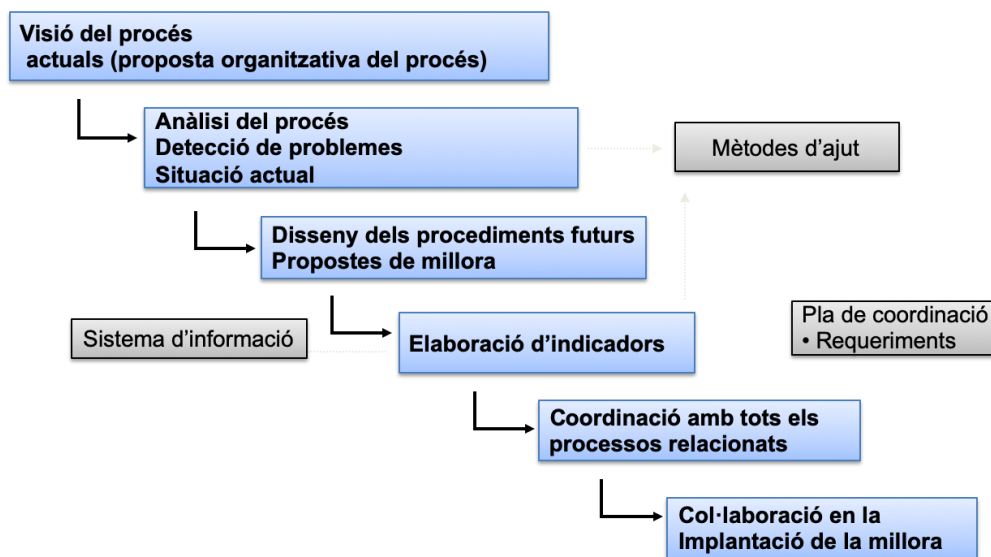 Visió del procés
actuals (proposta organitzativa del procés)
Anàlisi del procés
Detecció de problemes
Situació actual
Mètodes d'ajut
Disseny dels procediments futurs
Propostes de millora
Sistema d'informació
Elaboració d'indicadors
Pla de coordinació
• Requeriments
Coordinació amb tots els
processos relacionats
Col·laboració en la
Implantació de la millora